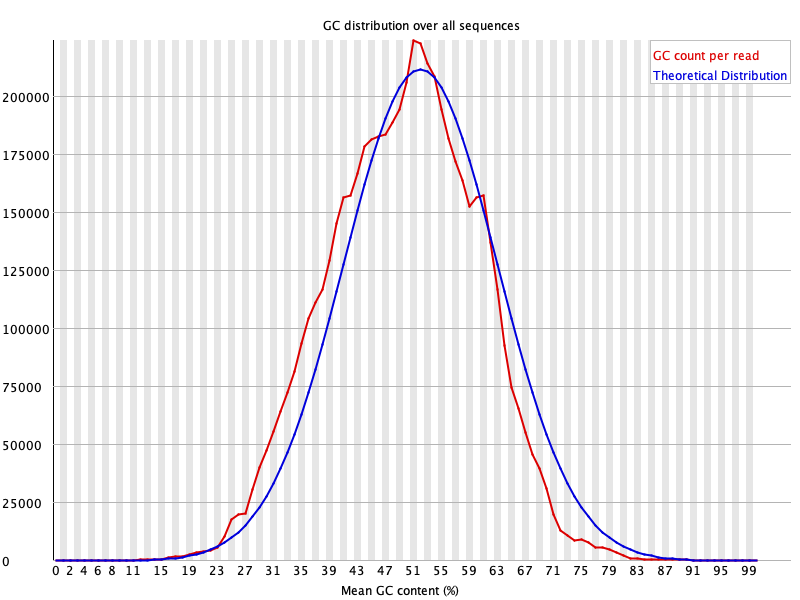 GC distribution over all sequences
GC count per read
Theoretical Distribution
200000
175000
150000
125000
100000
75000
50000
25000
0
0 2 4 6 8 11 15 19 23 27 31 35 39 43 47 51 55 59 63 67 71 75 79 83 87 91 95 99
Mean GC content (%)